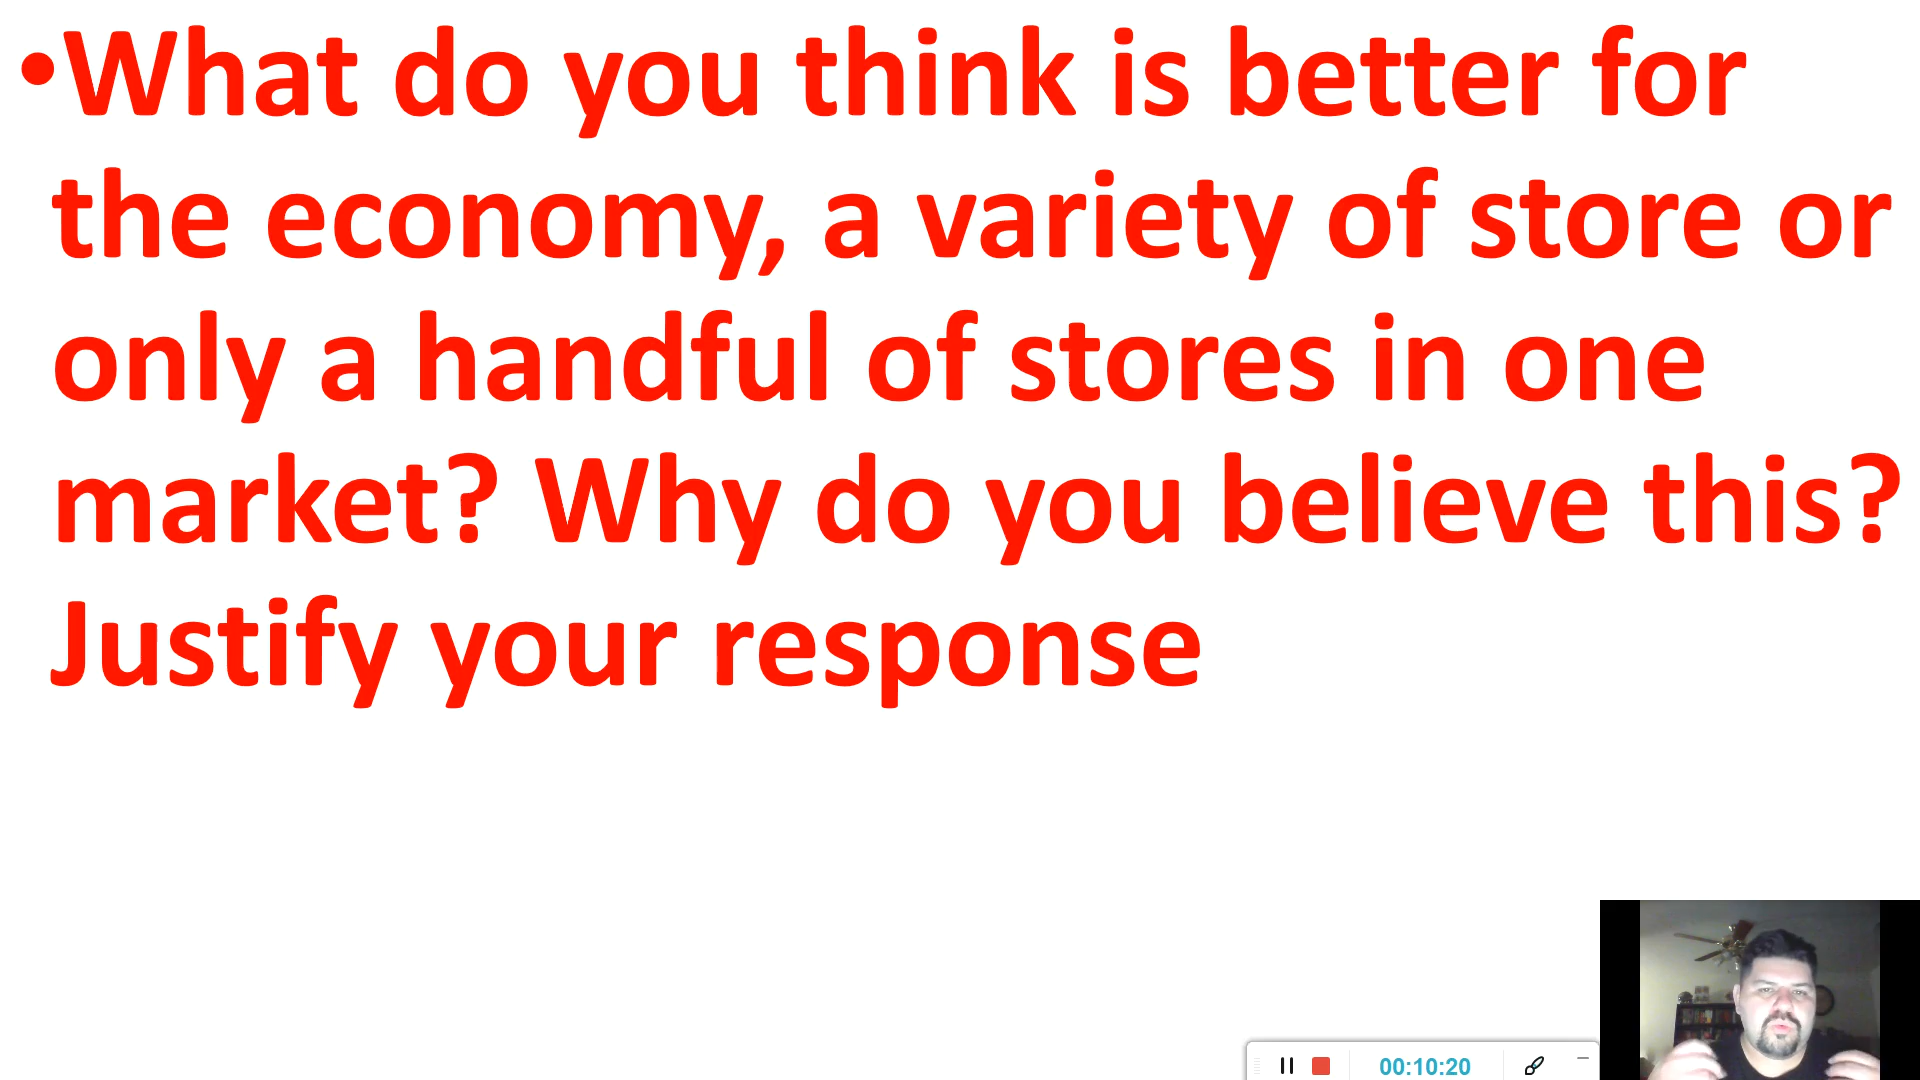 •What do you think is better for
the economy, a variety of store or
only a handful of stores in one
market? Why do you believe this?
Justify your response
00:10:20